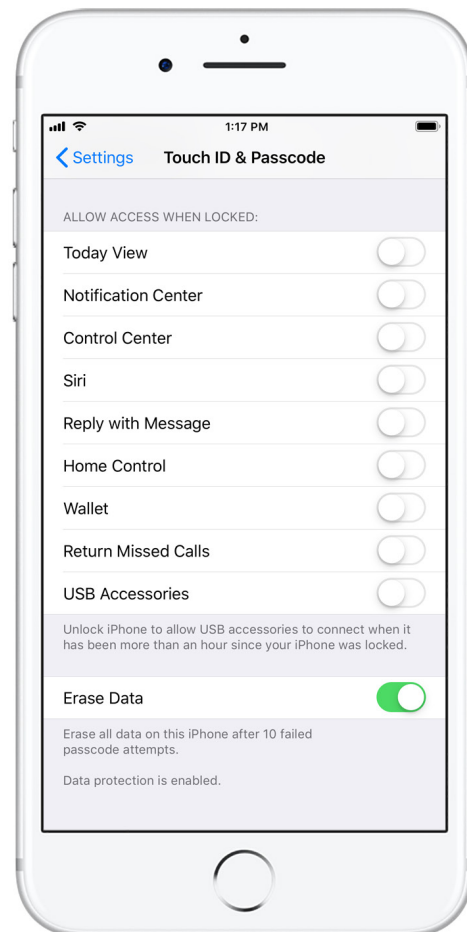 1:17 PM
Settings Touch ID & Passcode
ALLOW ACCESS WHEN LOCKED:
Today View
Notification Center
Control Center
Siri
Reply with Message
Home Control
Wallet
Return Missed Calls
USB Accessories
Unlock iPhone to allow USB accessories to connect when it
has been more than an hour since your iPhone was locked.
Erase Data
Erase all data on this iPhone after 10 failed
passcode attempts.
Data protection is enabled.